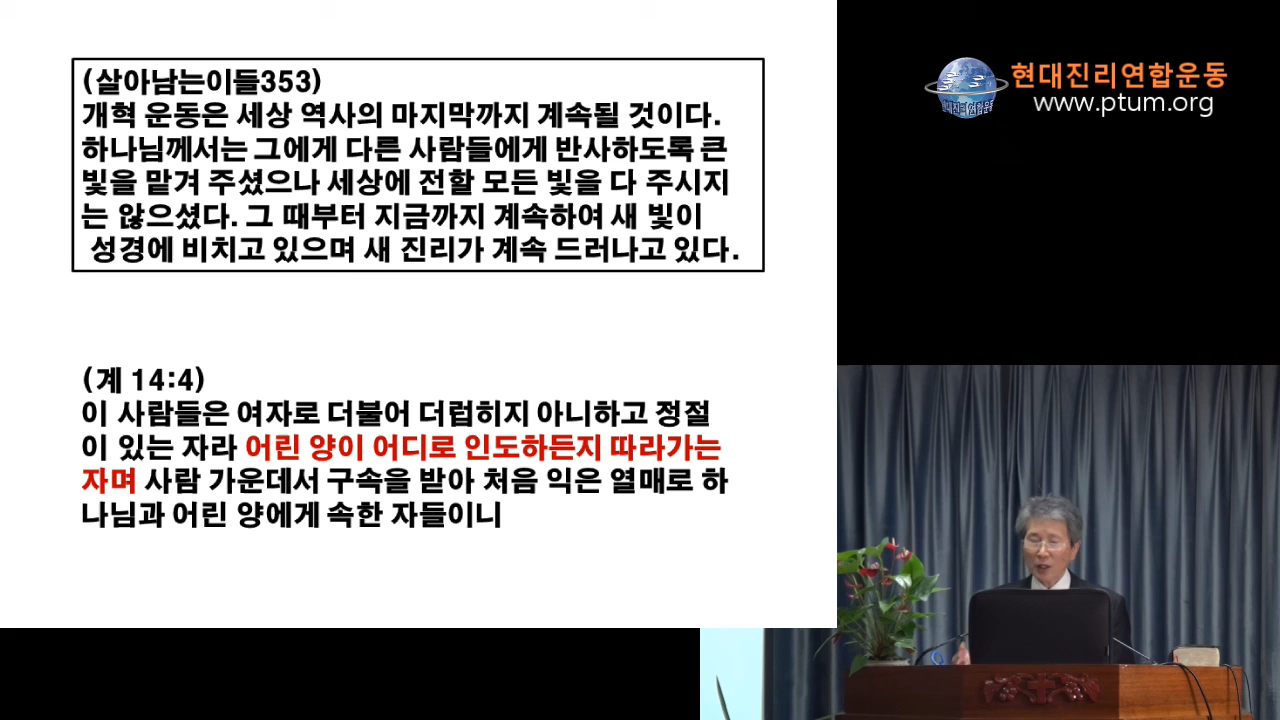 (살아남는이들353)
개혁 운동은 세상 역사의 마지막까지 계속될 것이다.
하나님께서는 그에게 다른 사람들에게 반사하도록 큰
빛을 맡겨 주셨으나 세상에 전할 모든 빛을 다 주시지
는 않으셨다. 그 때부터 지금까지 계속하여 새 빛이
성경에 비치고 있으며 새 진리가 계속 드러나고 있다.
(계 14:4)
이 사람들은 여자로 더불어 더럽히지 아니하고 정절
이 있는 자라 어린 양이 어디로 인도하든지 따라가는
자며 사람 가운데서 구속을 받아 처음 익은 열매로 하
나님과 어린 양에게 속한 자들이니
현대진리연합운동
현대진리연합운동
www.ptum.org